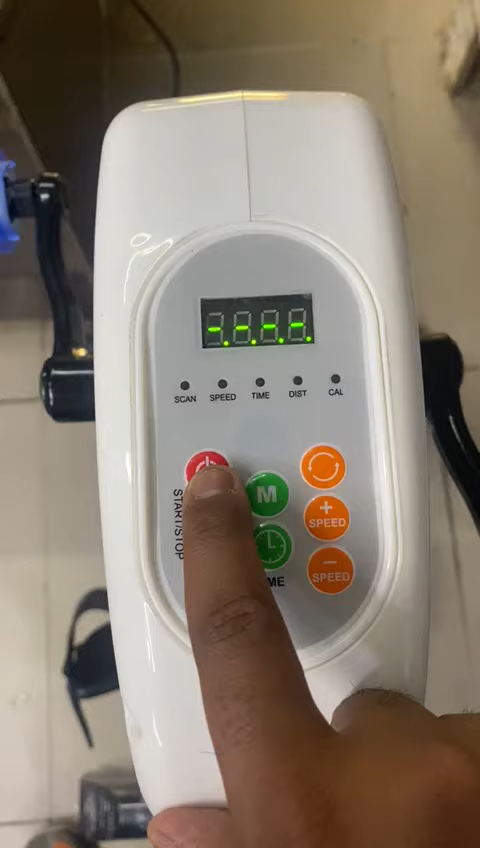 -.-.-.-.
SCAN SPEED TIME DIST CAL
START/STOP
M
+
SPEED
-
SPEED